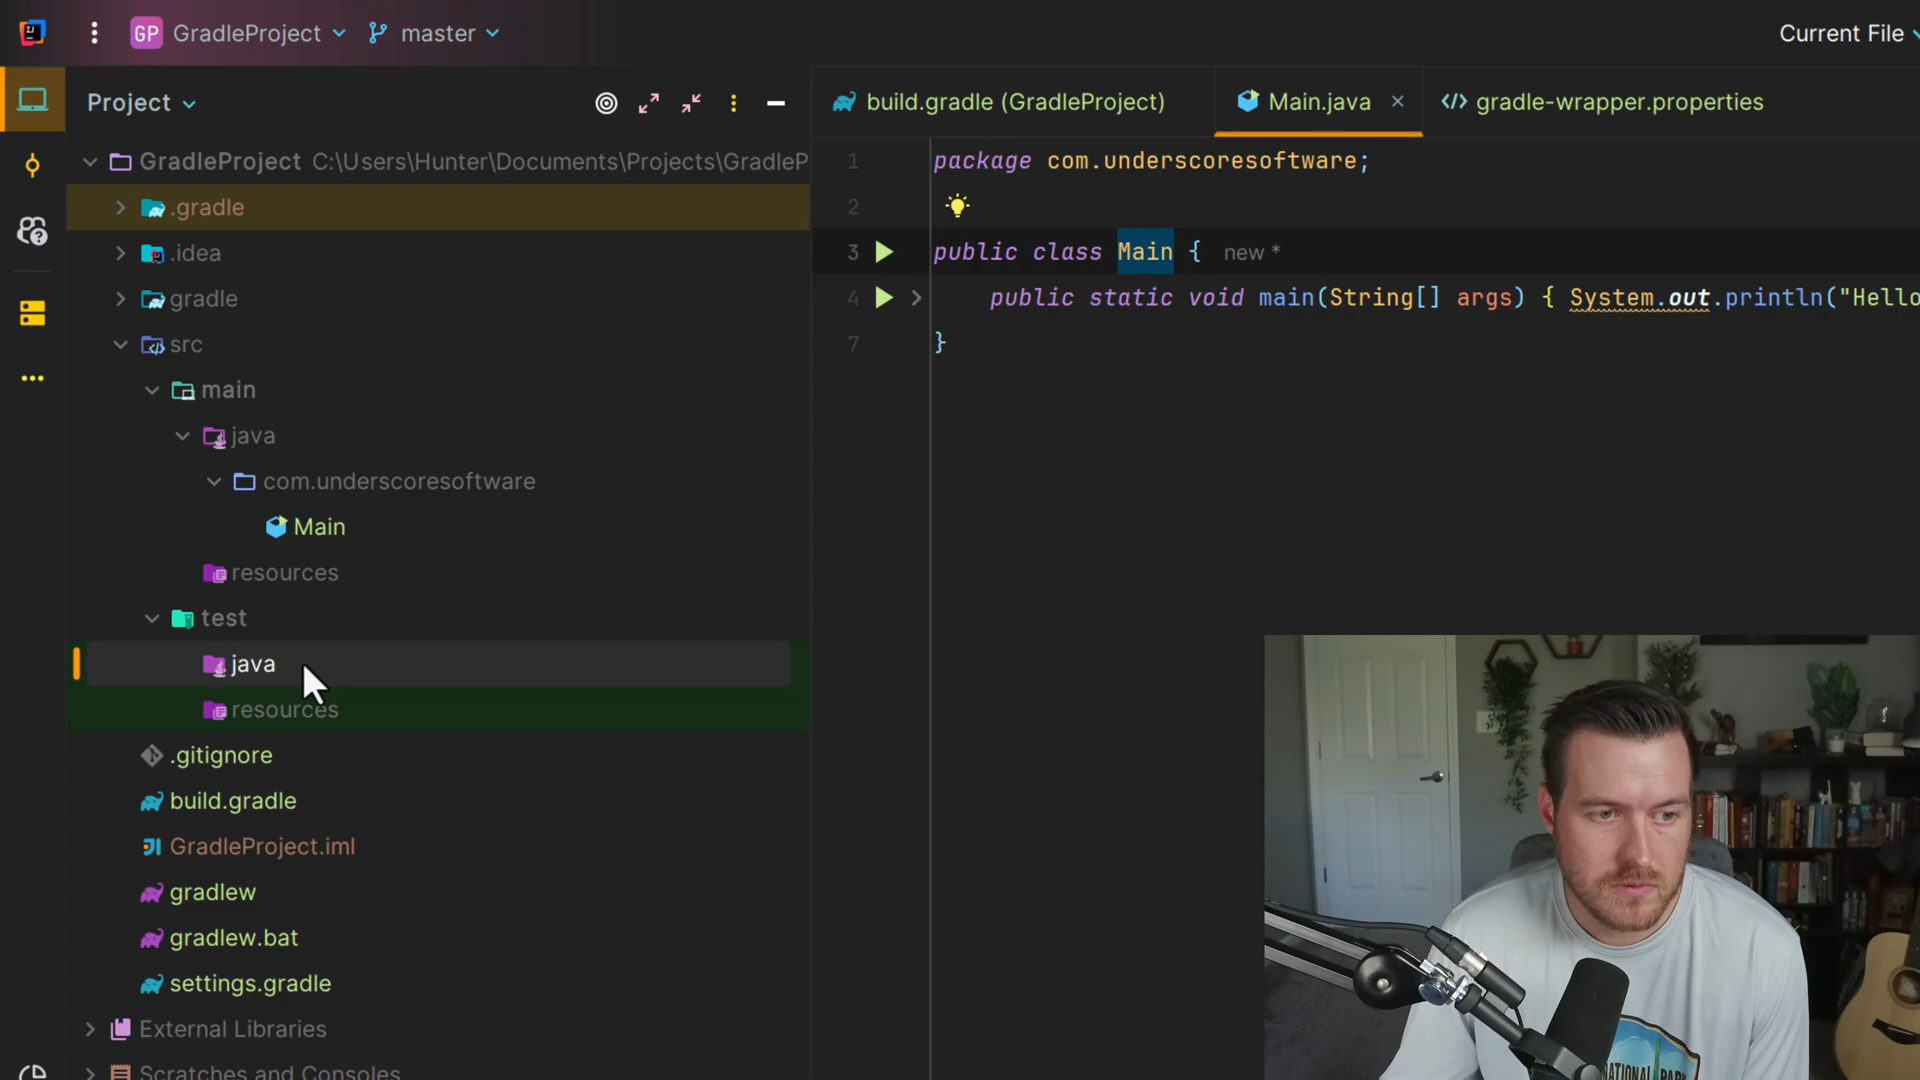 GP GradleProject master Current File
Project
build.gradle (GradleProject) Main.java gradle-wrapper.properties
GradleProject C:\Users\Hunter\Documents\Projects\GradleP
.gradle
.idea
gradle
src
main
java
com.underscoresoftware
Main
resources
test
java
resources
.gitignore
build.gradle
GradleProject.iml
gradlew
gradlew.bat
settings.gradle
External Libraries
Scratches and Consoles
1 package com.underscoresoftware;
2
3 public class Main { new *
4 public static void main(String[] args) { System.out.println("Hello
7 }
NATIONAL PARK